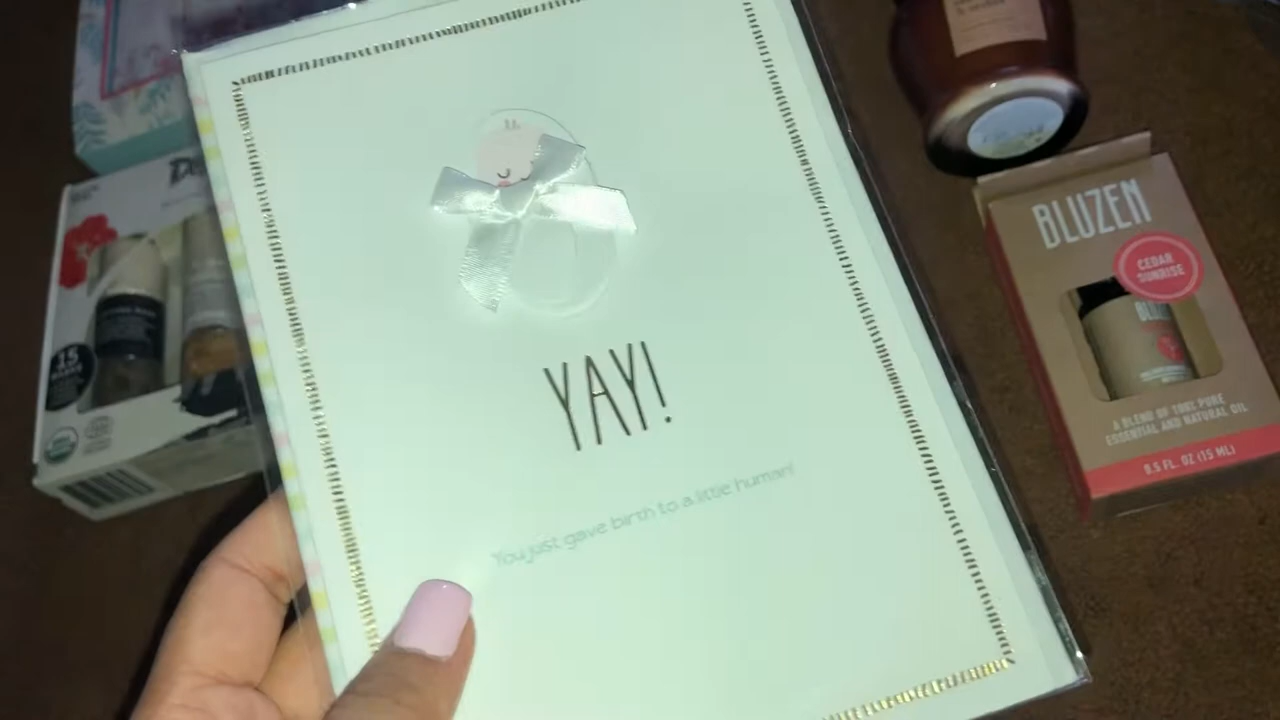 YAY!
You just gave birth to a little human!
BLUZEN
CEDAR
SUNRISE
BLUZE
A BLEND OF 100% PURE
ESSENTIAL AND NATURAL OIL
0.5 FL. OZ (15 ML)
15